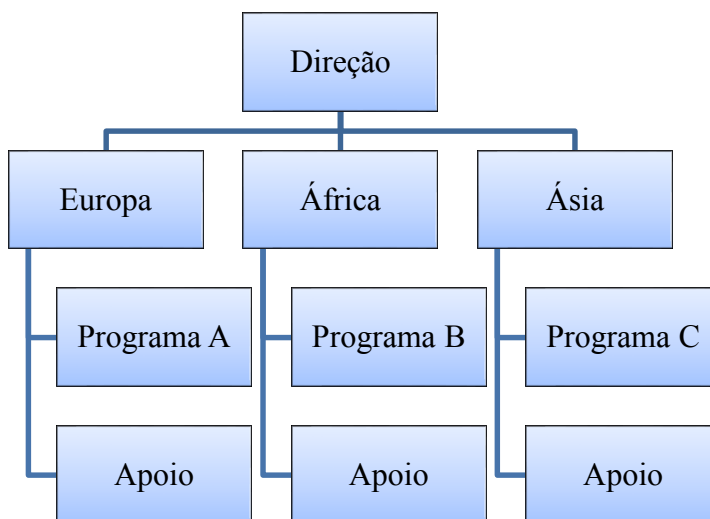 Direção
Europa
África
Ásia
Programa A
Programa B
Programa C
Apoio
Apoio
Apoio